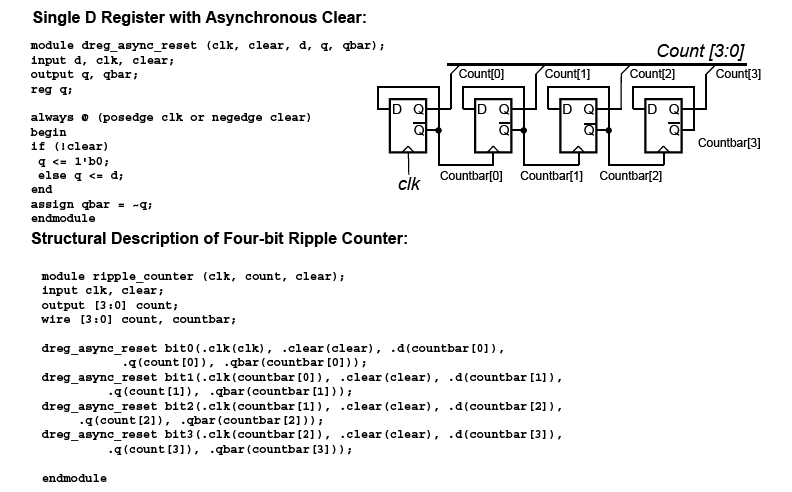 Single D Register with Asynchronous Clear:
module dreg_async_reset (clk, clear, d, q, qbar);
input d, clk, clear;
output q, qbar;
reg q;
always @ (posedge clk or negedge clear)
begin
if (!clear)
q <= 1'b0;
else q <= d;
end
assign qbar = ~q;
endmodule
Count [3:0]
Count[0] Count[1] Count[2] Count[3]
D Q D Q D Q D Q
Q Q Q Q
Countbar[3]
clk Countbar[0] Countbar[1] Countbar[2]
Structural Description of Four-bit Ripple Counter:
module ripple_counter (clk, count, clear);
input clk, clear;
output [3:0] count;
wire [3:0] count, countbar;
dreg_async_reset bit0(.clk(clk), .clear(clear), .d(countbar[0]),
.q(count[0]), .qbar(countbar[0]));
dreg_async_reset bit1(.clk(countbar[0]), .clear(clear), .d(countbar[1]),
.q(count[1]), .qbar(countbar[1]));
dreg_async_reset bit2(.clk(countbar[1]), .clear(clear), .d(countbar[2]),
.q(count[2]), .qbar(countbar[2]));
dreg_async_reset bit3(.clk(countbar[2]), .clear(clear), .d(countbar[3]),
.q(count[3]), .qbar(countbar[3]));
endmodule